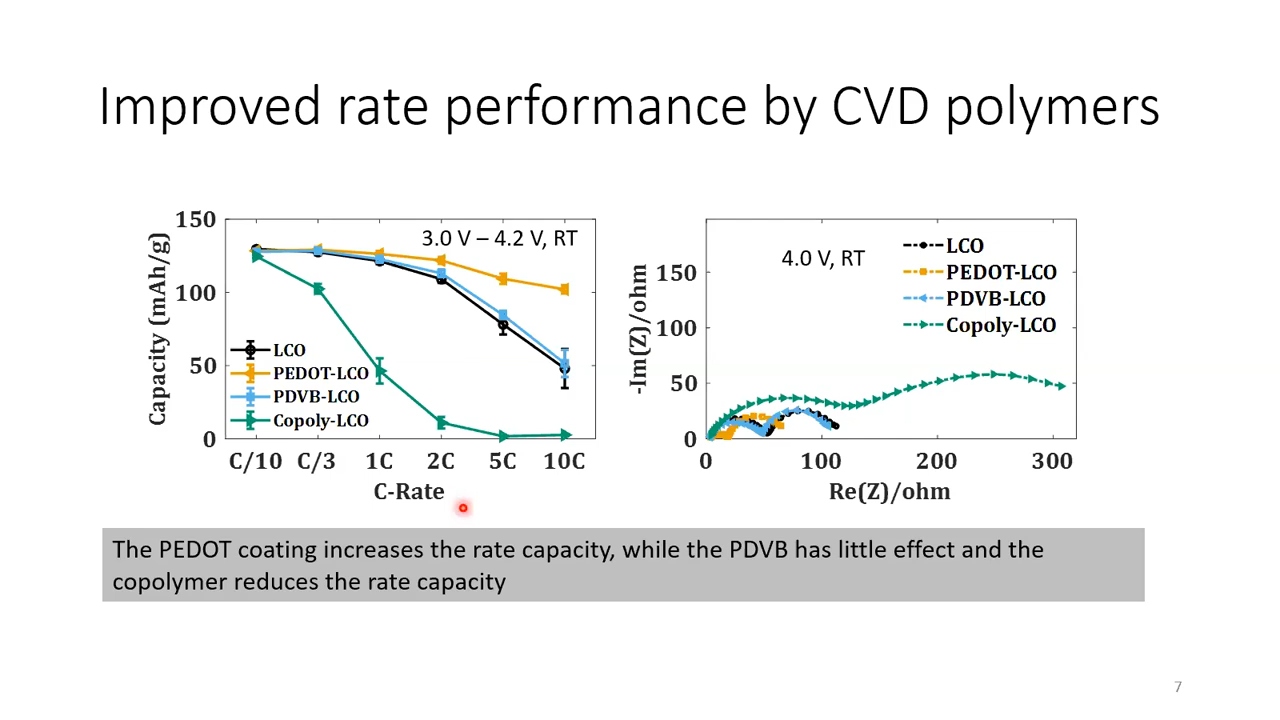 Improved rate performance by CVD polymers
150
100
50
0
Capacity (mAh/g)
3.0 V – 4.2 V, RT
LCO
PEDOT-LCO
PDVB-LCO
Copoly-LCO
C/10 C/3 1C 2C 5C 10C
C-Rate
150
100
50
0
-Im(Z)/ohm
4.0 V, RT
LCO
PEDOT-LCO
PDVB-LCO
Copoly-LCO
0 100 200 300
Re(Z)/ohm
The PEDOT coating increases the rate capacity, while the PDVB has little effect and the
copolymer reduces the rate capacity
7